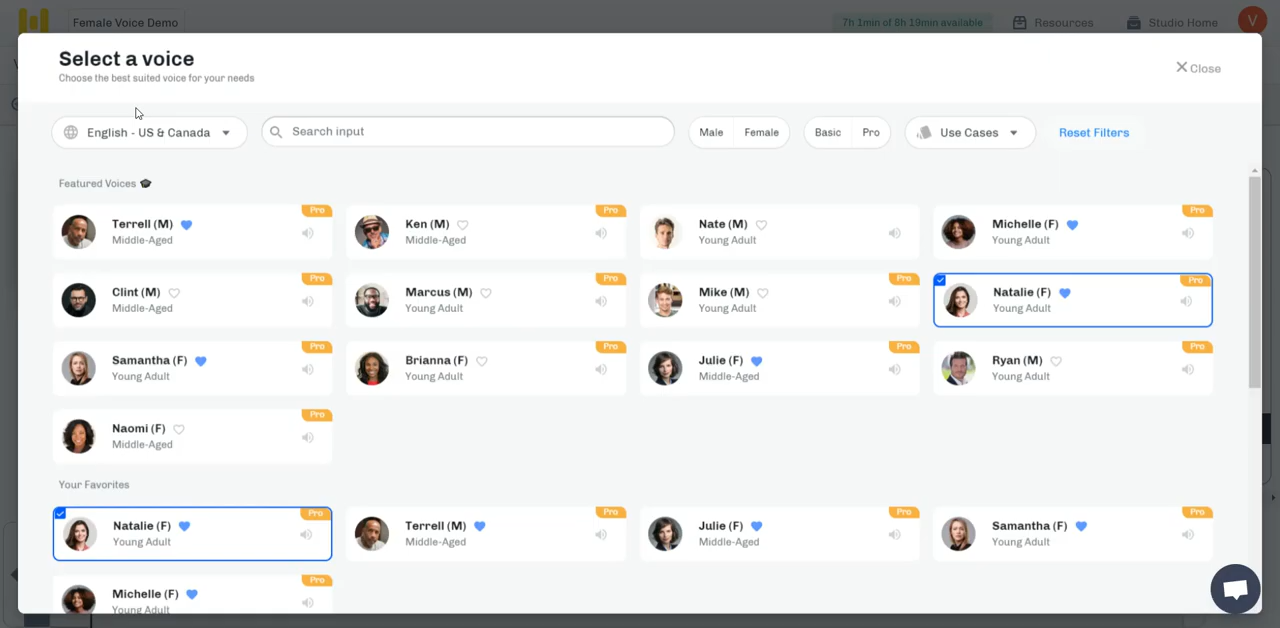 Female Voice Demo
7h 1min of 8h 19min available
Resources
Studio Home
V
Select a voice
Choose the best suited voice for your needs
Close
English - US & Canada
Search input
Male
Female
Basic
Pro
Use Cases
Reset Filters
Featured Voices
Terrell (M)
Middle-Aged
Pro
Ken (M)
Middle-Aged
Pro
Nate (M)
Young Adult
Michelle (F)
Young Adult
Pro
Clint (M)
Middle-Aged
Pro
Marcus (M)
Young Adult
Pro
Mike (M)
Young Adult
Pro
Natalie (F)
Young Adult
Pro
Samantha (F)
Young Adult
Pro
Brianna (F)
Young Adult
Pro
Julie (F)
Middle-Aged
Pro
Ryan (M)
Young Adult
Pro
Naomi (F)
Middle-Aged
Pro
Your Favorites
Natalie (F)
Young Adult
Pro
Terrell (M)
Middle-Aged
Pro
Julie (F)
Middle-Aged
Pro
Samantha (F)
Young Adult
Pro
Michelle (F)
Young Adult
Pro